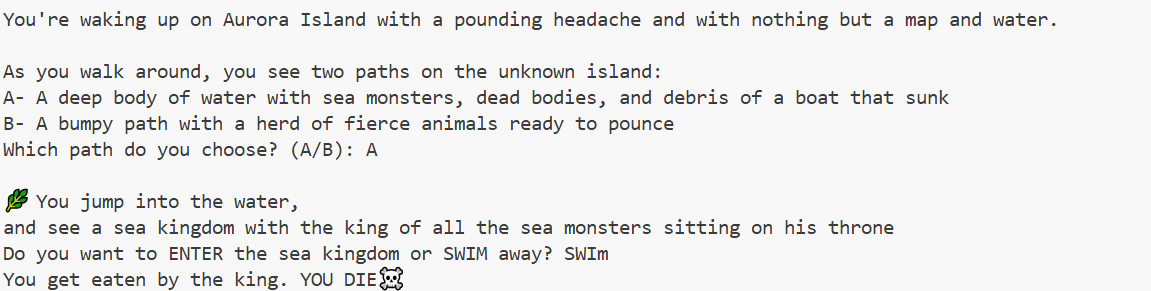 You're waking up on Aurora Island with a pounding headache and with nothing but a map and water.
As you walk around, you see two paths on the unknown island:
A- A deep body of water with sea monsters, dead bodies, and debris of a boat that sunk
B- A bumpy path with a herd of fierce animals ready to pounce
Which path do you choose? (A/B): A
🌿 You jump into the water,
and see a sea kingdom with the king of all the sea monsters sitting on his throne
Do you want to ENTER the sea kingdom or SWIM away? SWIm
You get eaten by the king. YOU DIE☠️